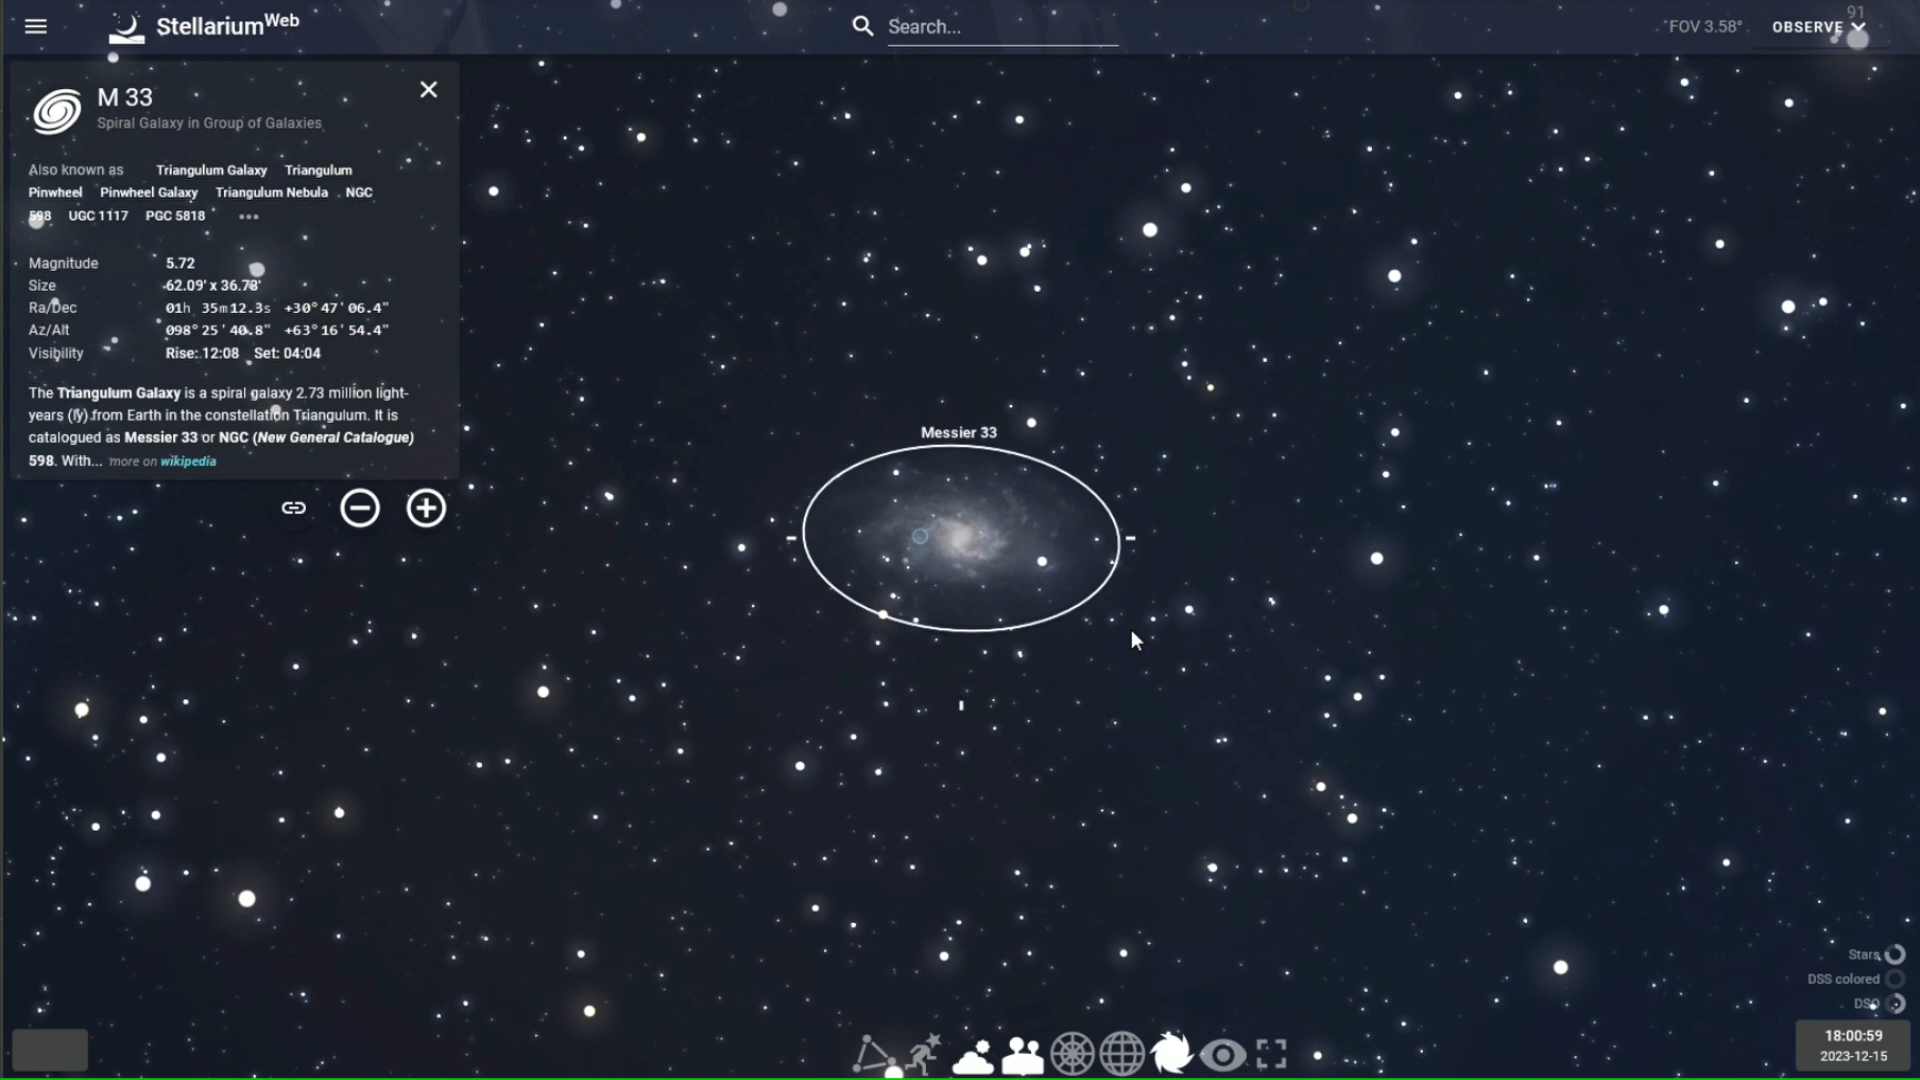 StellariumWeb
Search...
FOV 3.58°
OBSERVE
91
M 33
Spiral Galaxy in Group of Galaxies
Also known as Triangulum Galaxy Triangulum
Pinwheel Pinwheel Galaxy Triangulum Nebula NGC
598 UGC 1117 PGC 5818 •••
Magnitude 5.72
Size 62.09' x 36.78'
Ra/Dec 01h 35m12.3s +30°47'06.4"
Az/Alt 098°25'40.8" +63°16'54.4"
Visibility Rise: 12:08 Set: 04:04
The Triangulum Galaxy is a spiral galaxy 2.73 million light-
years (ly) from Earth in the constellation Triangulum. It is
catalogued as Messier 33 or NGC (New General Catalogue)
598. With... more on wikipedia
Messier 33
Stars
DSS colored
DSO
18:00:59
2023-12-15